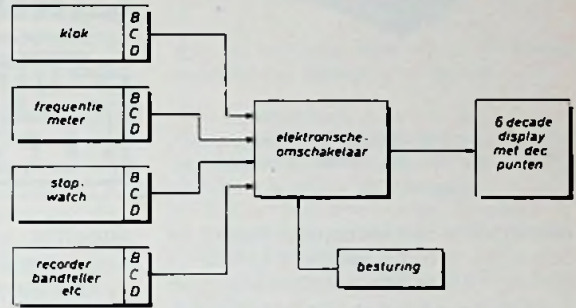 klok
B
C
D
frequentie
meter
B
C
D
stop-
watch
B
C
D
recorder
bandteller
etc
B
C
D
elektronische-
omschakelaar
besturing
6 decade
display
met dec
punten